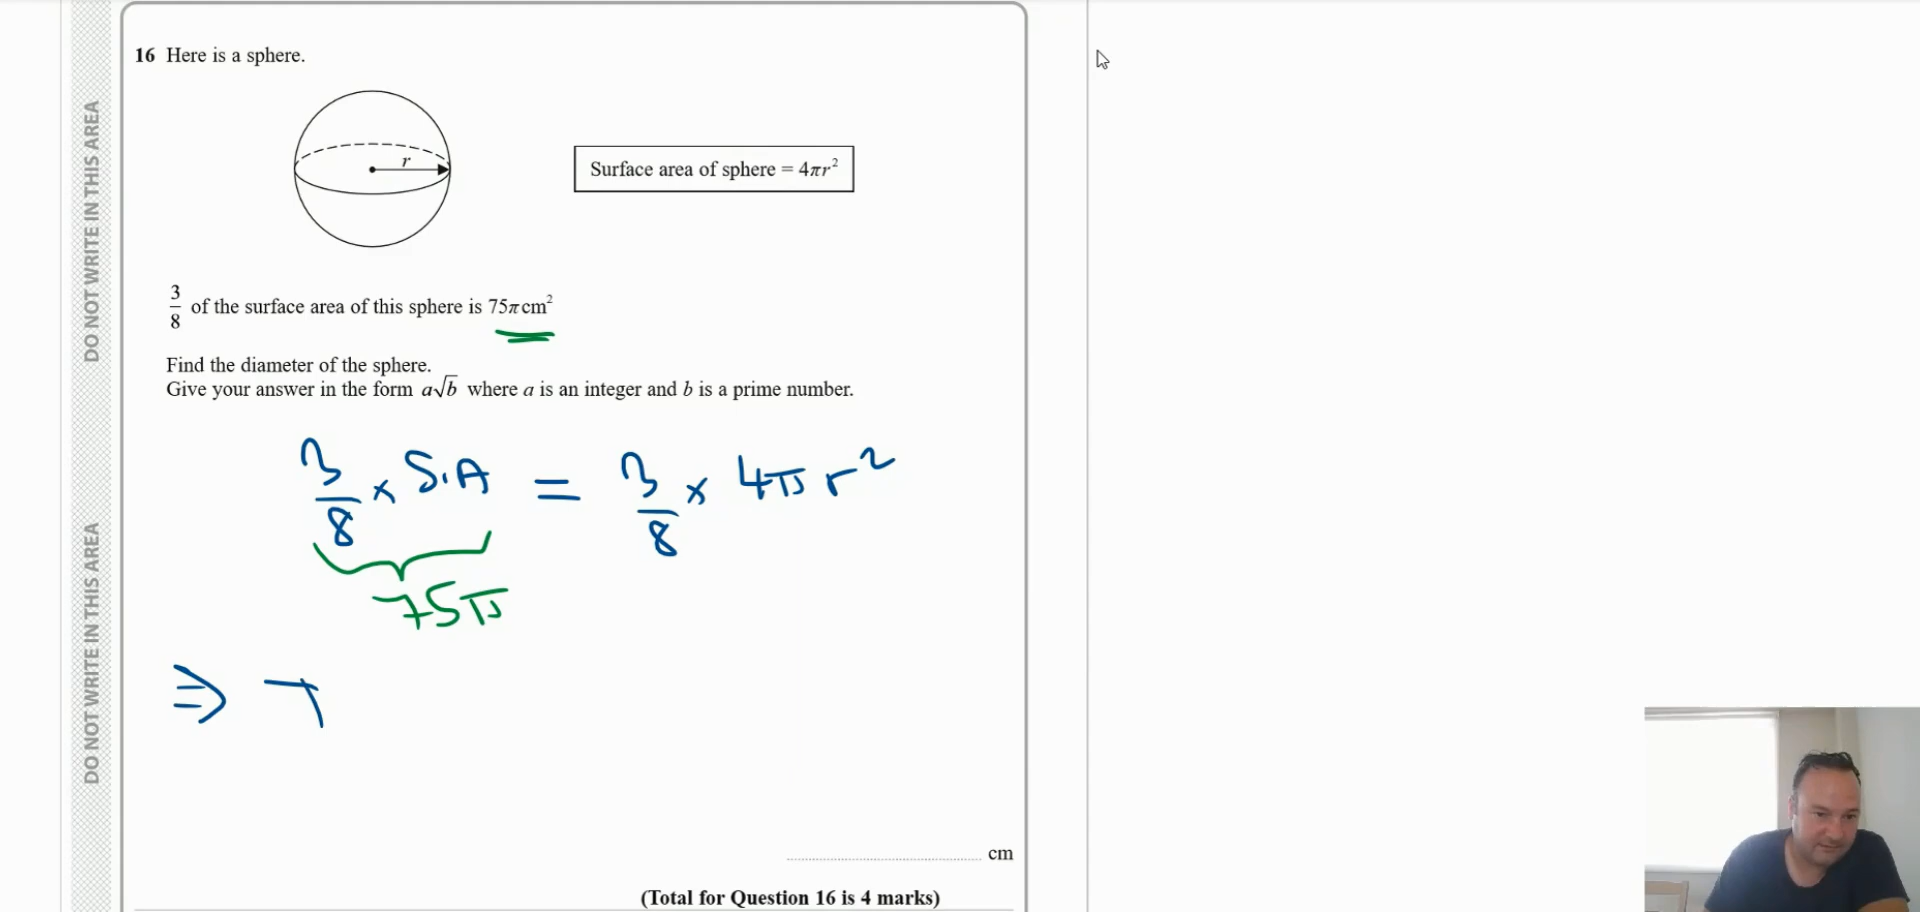 DO NOT WRITE IN THIS AREA
DO NOT WRITE IN THIS AREA
16 Here is a sphere.
r
Surface area of sphere = 4πr²
3/8 of the surface area of this sphere is 75π cm²
Find the diameter of the sphere.
Give your answer in the form a√b where a is an integer and b is a prime number.
3/8 × S.A = 3/8 × 4π r²
75π
⇒ 7
cm
(Total for Question 16 is 4 marks)